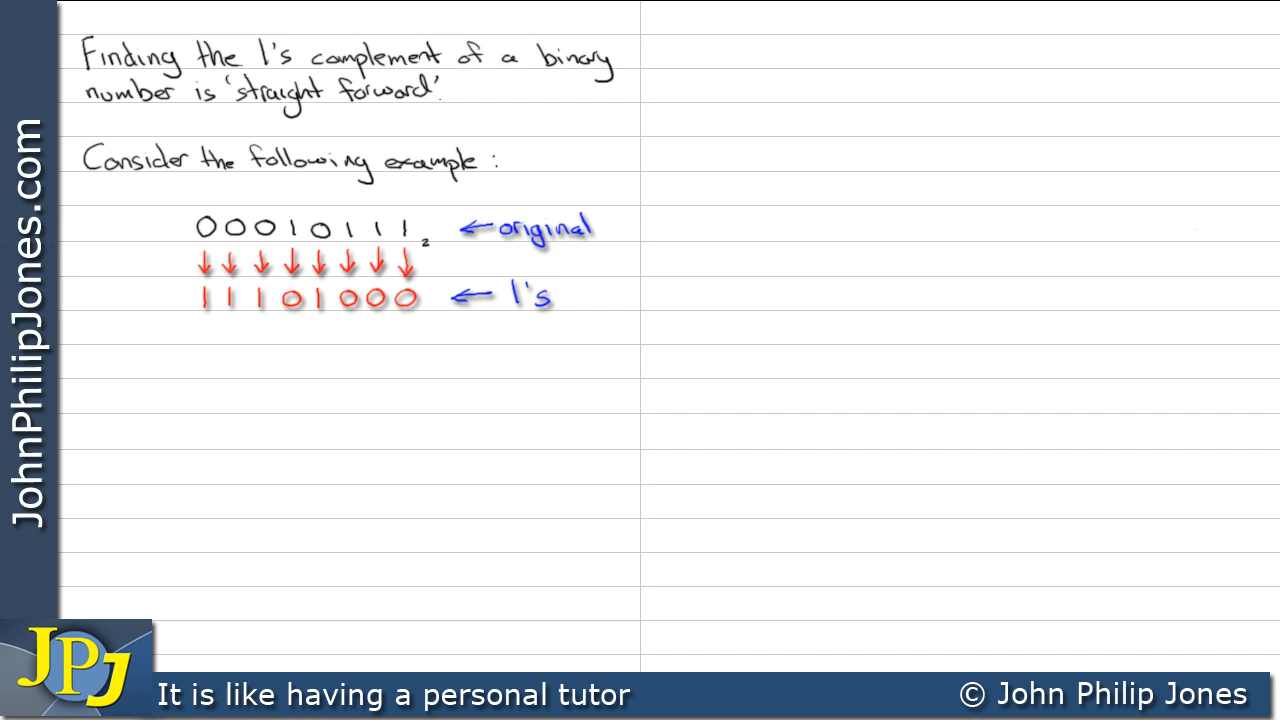 Finding the 1's complement of a binary
number is 'straight forward'.
Consider the following example :
00010111₂ ← original
↓↓↓↓↓↓↓↓
11101000 ← 1's
JohnPhilipJones.com
JPJ
It is like having a personal tutor
© John Philip Jones